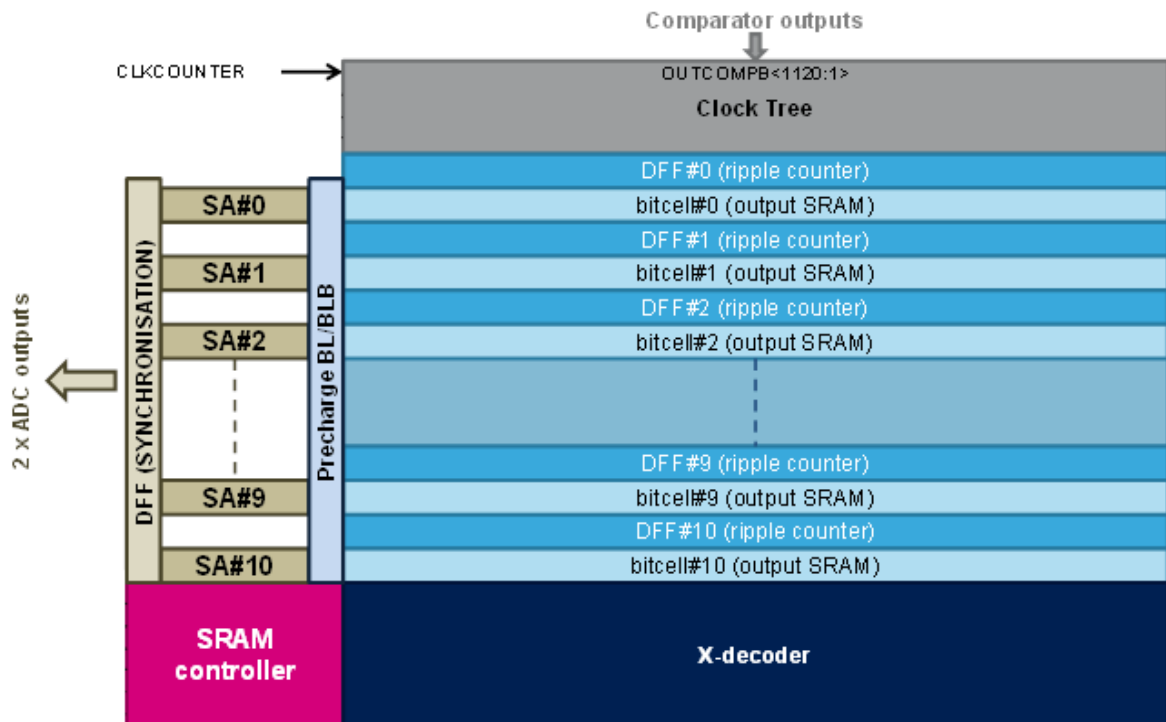 Comparator outputs
CLKCOUNTER
OUTCOMPB<1120:1>
Clock Tree
DFF#0 (ripple counter)
SA#0
bitcell#0 (output SRAM)
DFF#1 (ripple counter)
SA#1
bitcell#1 (output SRAM)
DFF#2 (ripple counter)
SA#2
bitcell#2 (output SRAM)
DFF#9 (ripple counter)
SA#9
bitcell#9 (output SRAM)
DFF#10 (ripple counter)
SA#10
bitcell#10 (output SRAM)
2 x ADC outputs
DFF (SYNCHRONISATION)
Precharge BL/BLB
SRAM
controller
X-decoder